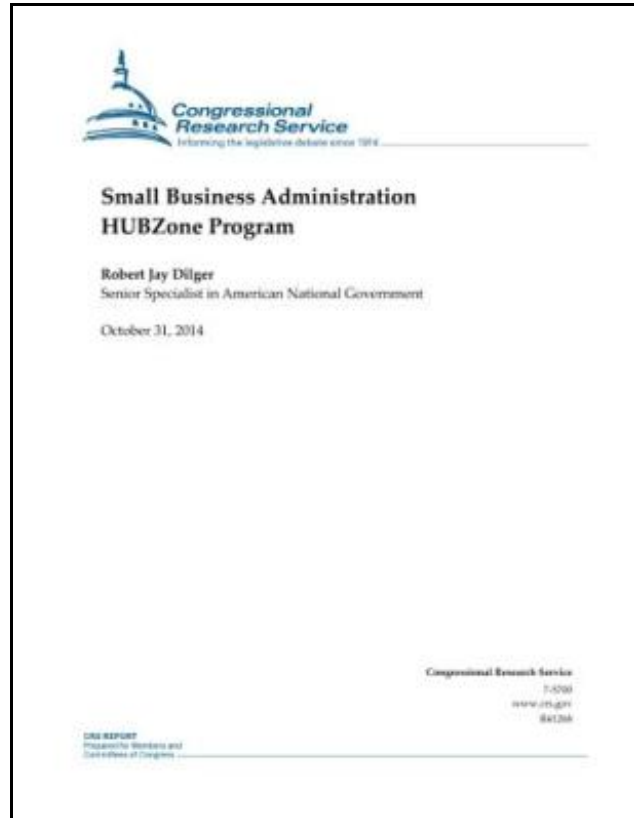 Congressional
Research Service
Informing the legislative debate since 1914
Small Business Administration
HUBZone Program
Robert Jay Dilger
Senior Specialist in American National Government
October 31, 2014
Congressional Research Service
7-5700
www.crs.gov
R41268
CRS REPORT
Prepared for Members and
Committees of Congress